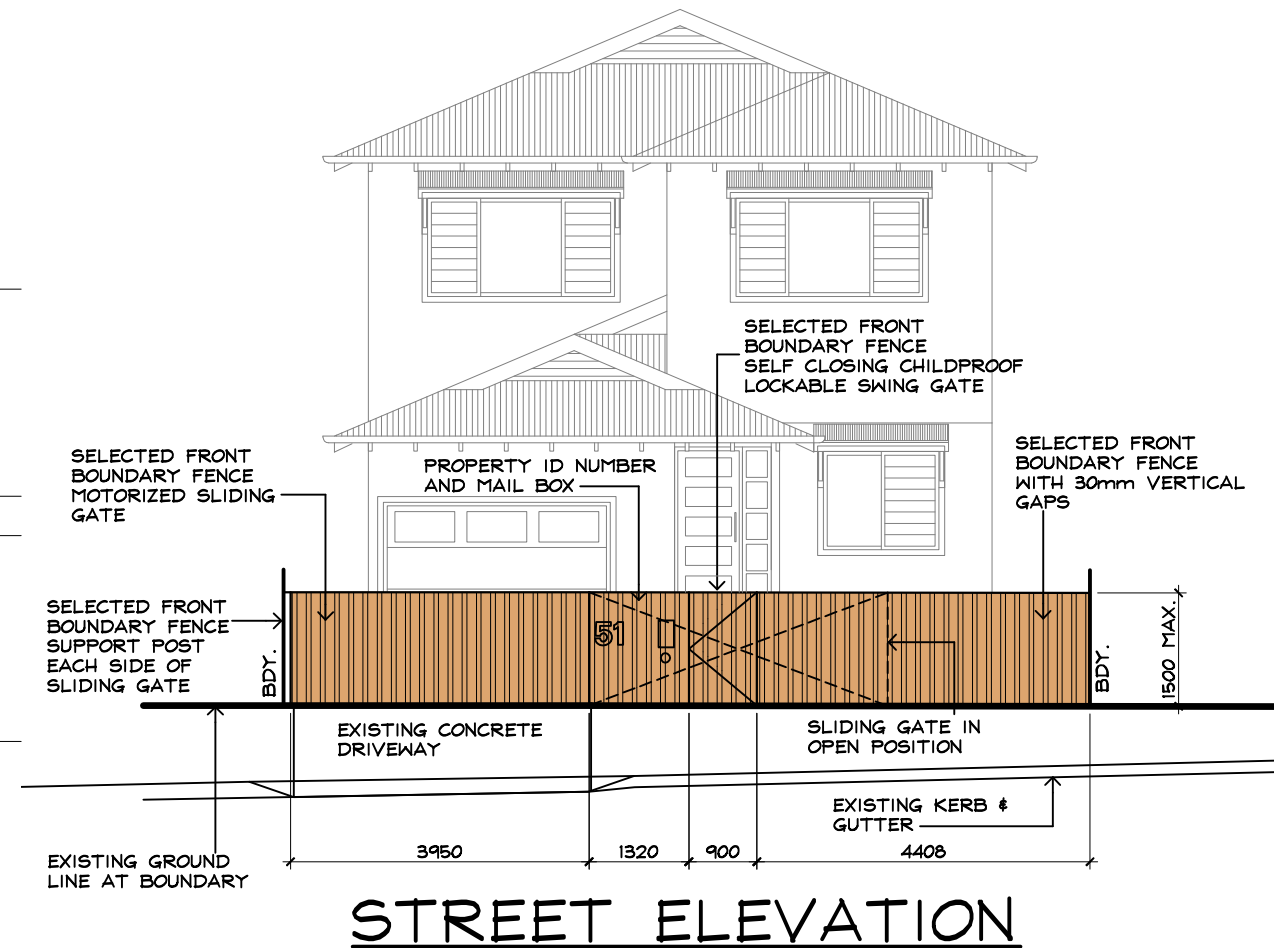 SELECTED FRONT
BOUNDARY FENCE
SELF CLOSING CHILDPROOF
LOCKABLE SWING GATE
SELECTED FRONT
BOUNDARY FENCE
MOTORIZED SLIDING
GATE
PROPERTY ID NUMBER
AND MAIL BOX
SELECTED FRONT
BOUNDARY FENCE
WITH 30mm VERTICAL
GAPS
SELECTED FRONT
BOUNDARY FENCE
SUPPORT POST
EACH SIDE OF
SLIDING GATE
BDY.
51
BDY.
1500 MAX.
EXISTING CONCRETE
DRIVEWAY
SLIDING GATE IN
OPEN POSITION
EXISTING KERB &
GUTTER
EXISTING GROUND
LINE AT BOUNDARY
3950
1320
900
4408
STREET ELEVATION